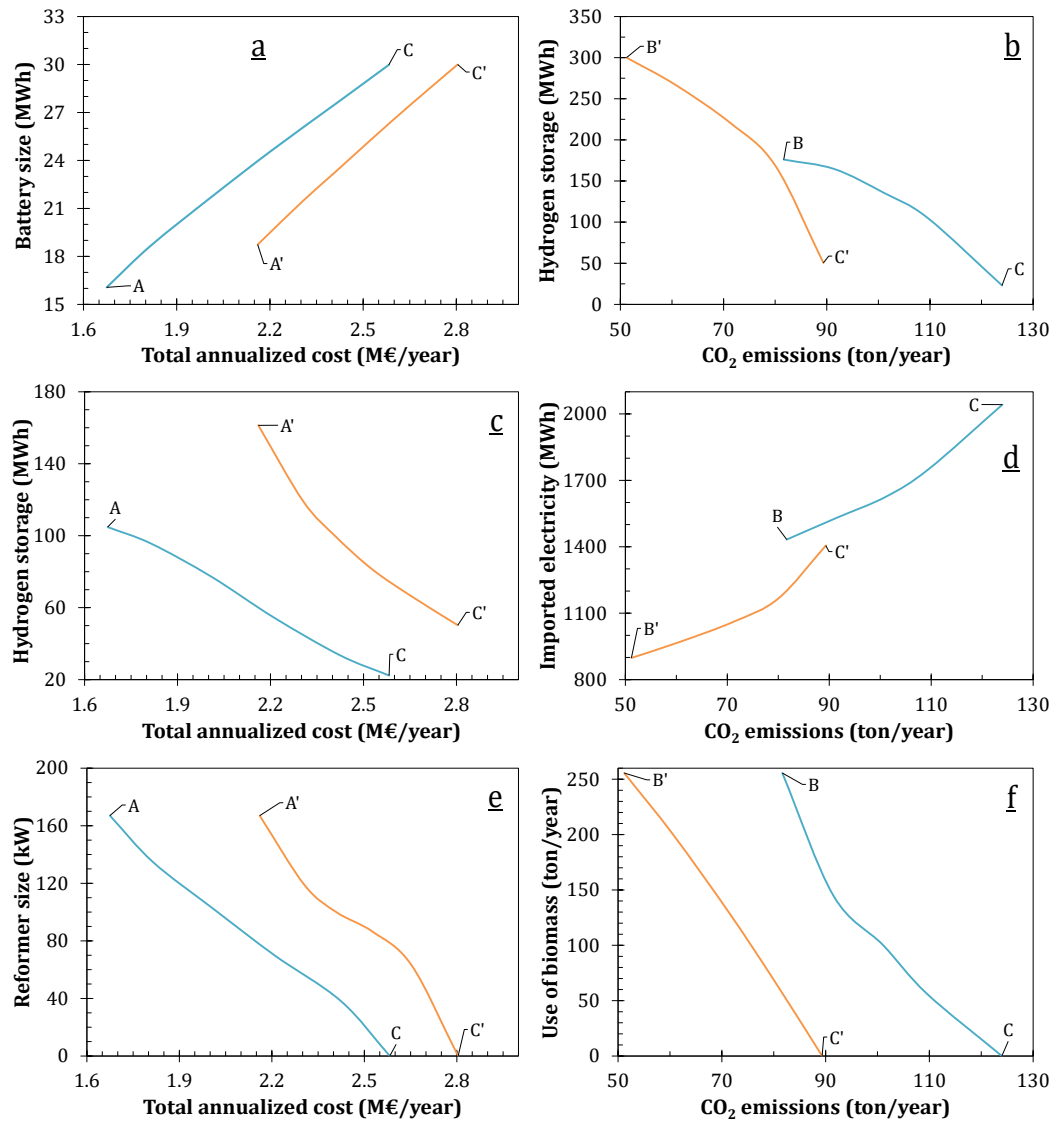 33
30
27
24
21
18
15
Battery size (MWh)
a
A
C
A'
C'
1.6
1.9
2.2
2.5
2.8
Total annualized cost (M€/year)
350
300
250
200
150
100
50
0
Hydrogen storage (MWh)
b
B'
B
C'
C
50
70
90
110
130
CO₂ emissions (ton/year)
180
140
100
60
20
Hydrogen storage (MWh)
c
A'
A
C'
C
1.6
1.9
2.2
2.5
2.8
Total annualized cost (M€/year)
2000
1700
1400
1100
800
Imported electricity (MWh)
d
C
B
C'
B'
50
70
90
110
130
CO₂ emissions (ton/year)
200
160
120
80
40
0
Reformer size (kW)
e
A
A'
C
C'
1.6
1.9
2.2
2.5
2.8
Total annualized cost (M€/year)
250
200
150
100
50
0
Use of biomass (ton/year)
f
B'
B
C'
C
50
70
90
110
130
CO₂ emissions (ton/year)